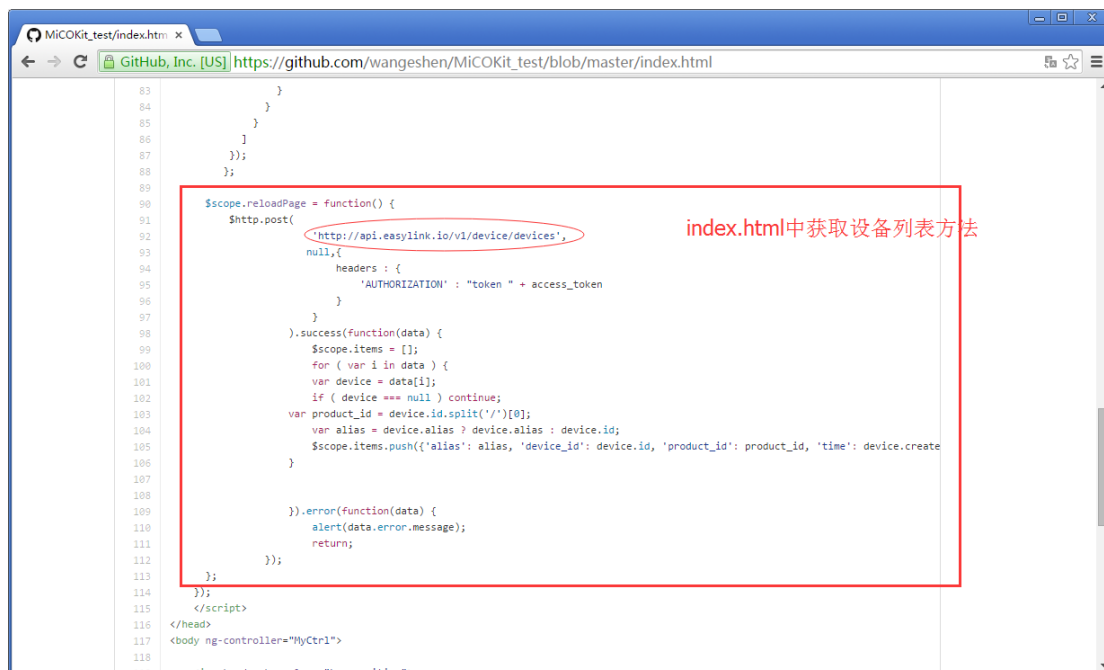 MiCOKit_test/index.htm
GitHub, Inc. [US] https://github.com/wangeshen/MiCOKit_test/blob/master/index.html
83 }
84 }
85 }
86 ]
87 });
88 };
89
90 $scope.reloadPage = function() {
91 $http.post(
92 'http://api.easylink.io/v1/device/devices',
index.html中获取设备列表方法
93 null,{
94 headers : {
95 'AUTHORIZATION' : "token " + access_token
96 }
97 }
98 ).success(function(data) {
99 $scope.items = [];
100 for ( var i in data ) {
101 var device = data[i];
102 if ( device === null ) continue;
103 var product_id = device.id.split('/')[0];
104 var alias = device.alias ? device.alias : device.id;
105 $scope.items.push({'alias': alias, 'device_id': device.id, 'product_id': product_id, 'time': device.create
106 }
107
108
109 }).error(function(data) {
110 alert(data.error.message);
111 return;
112 });
113 };
114 });
115 </script>
116 </head>
117 <body ng-controller="MyCtrl">
118